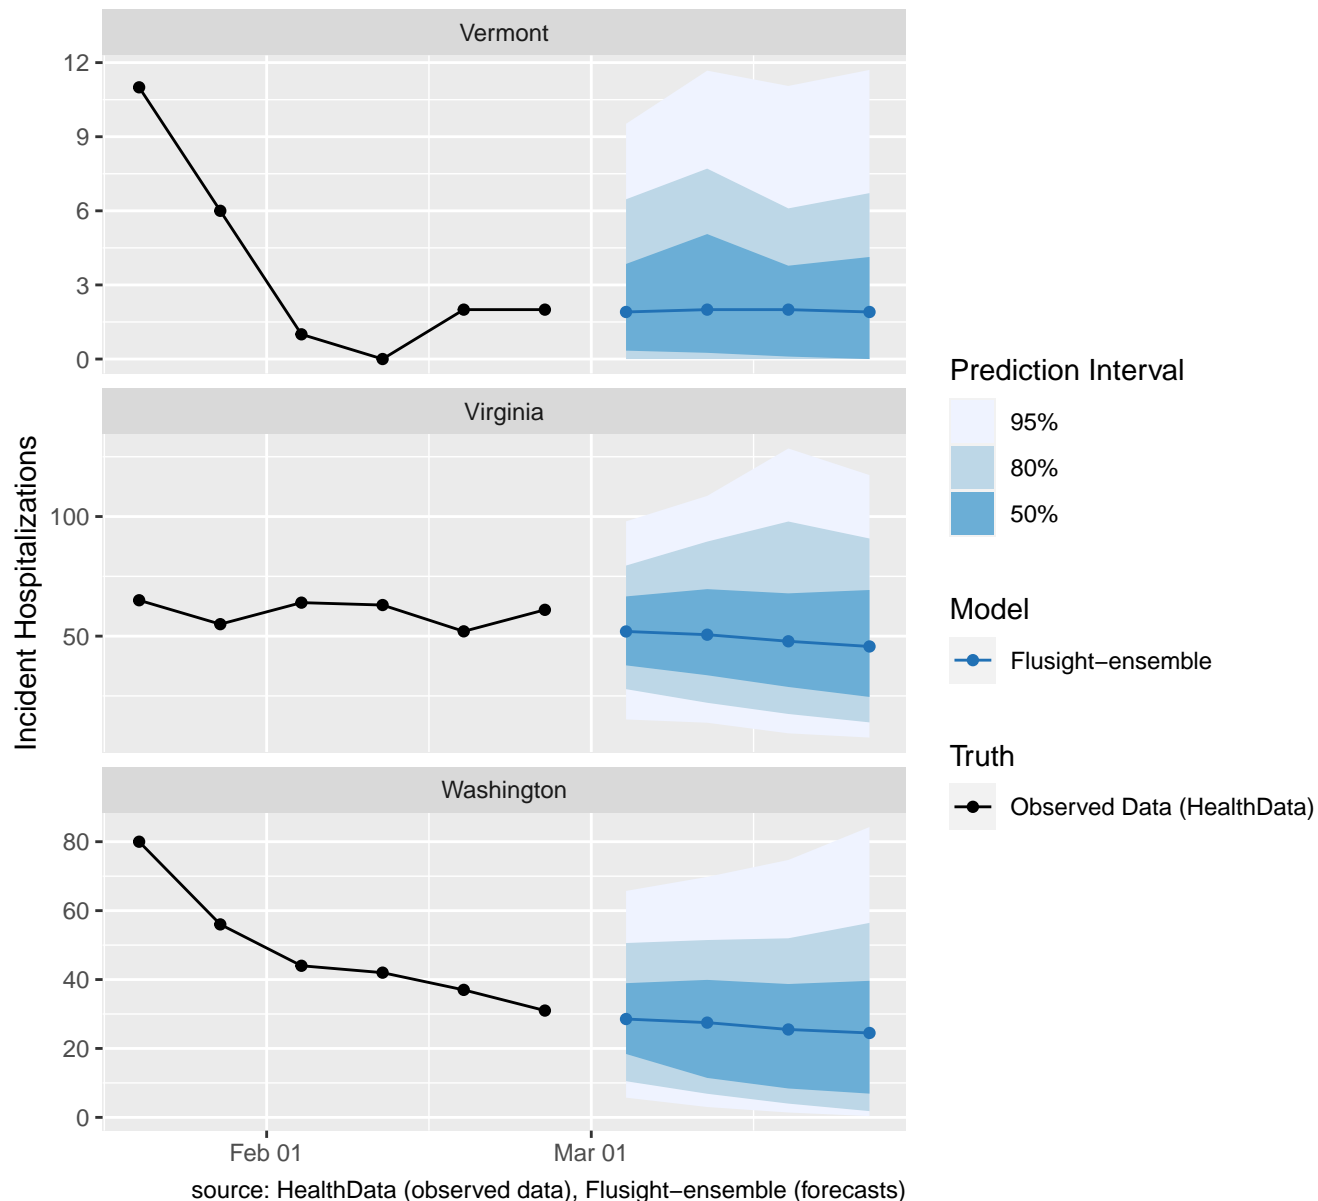 Vermont
12
9
6
3
0
Virginia
100
50
Washington
80
60
40
20
0
Feb 01
Mar 01
Incident Hospitalizations
source: HealthData (observed data), Flusight−ensemble (forecasts)
Prediction Interval
95%
80%
50%
Model
Flusight−ensemble
Truth
Observed Data (HealthData)